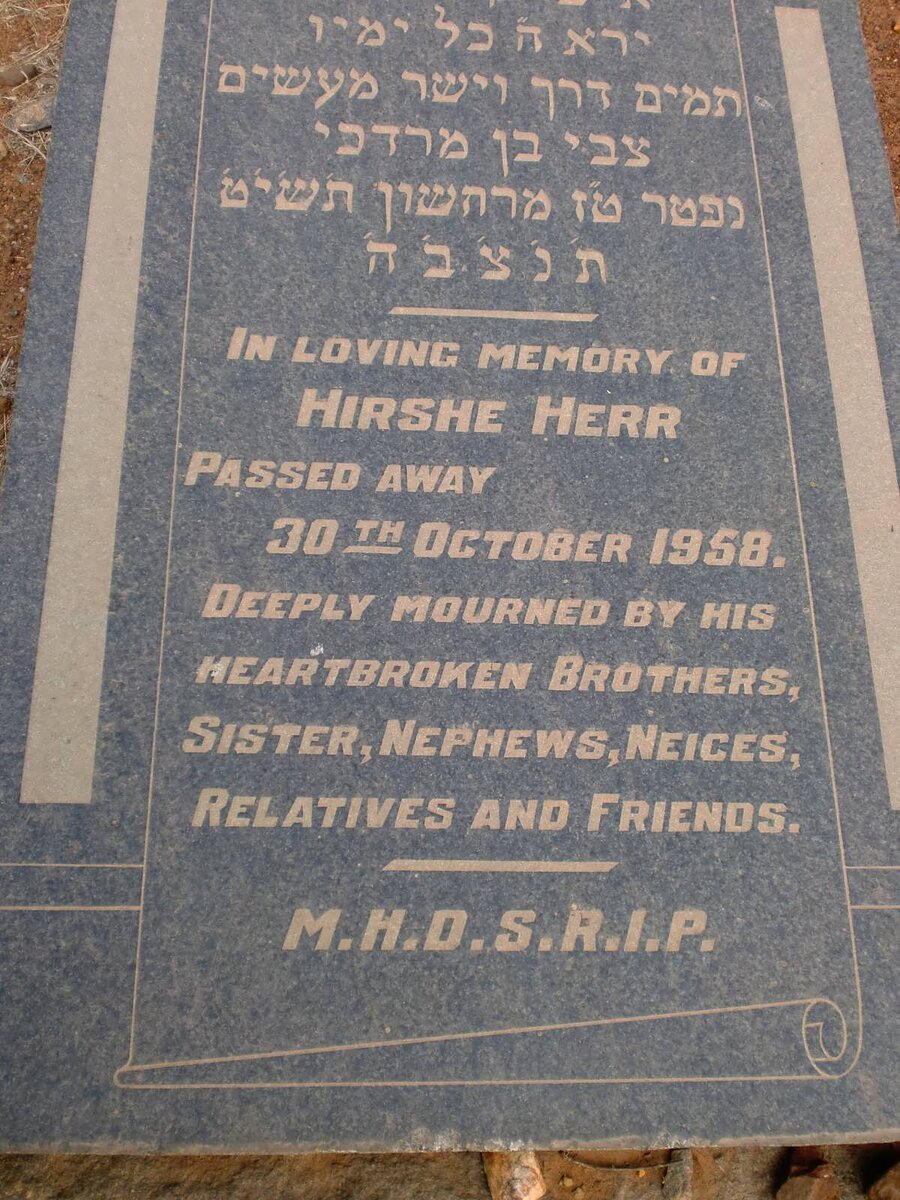 ירא ה' כל ימיו
תמים דרך וישר מעשים
צבי בן מרדכי
נפטר ט"ז מרחשון תש'י'ט'
ת' נ' צ' ב' ה'
IN LOVING MEMORY OF
HIRSHE HERR
PASSED AWAY
30TH OCTOBER 1958.
DEEPLY MOURNED BY HIS
HEARTBROKEN BROTHERS,
SISTER, NEPHEWS, NEICES,
RELATIVES AND FRIENDS.
M.H.D.S.R.I.P.